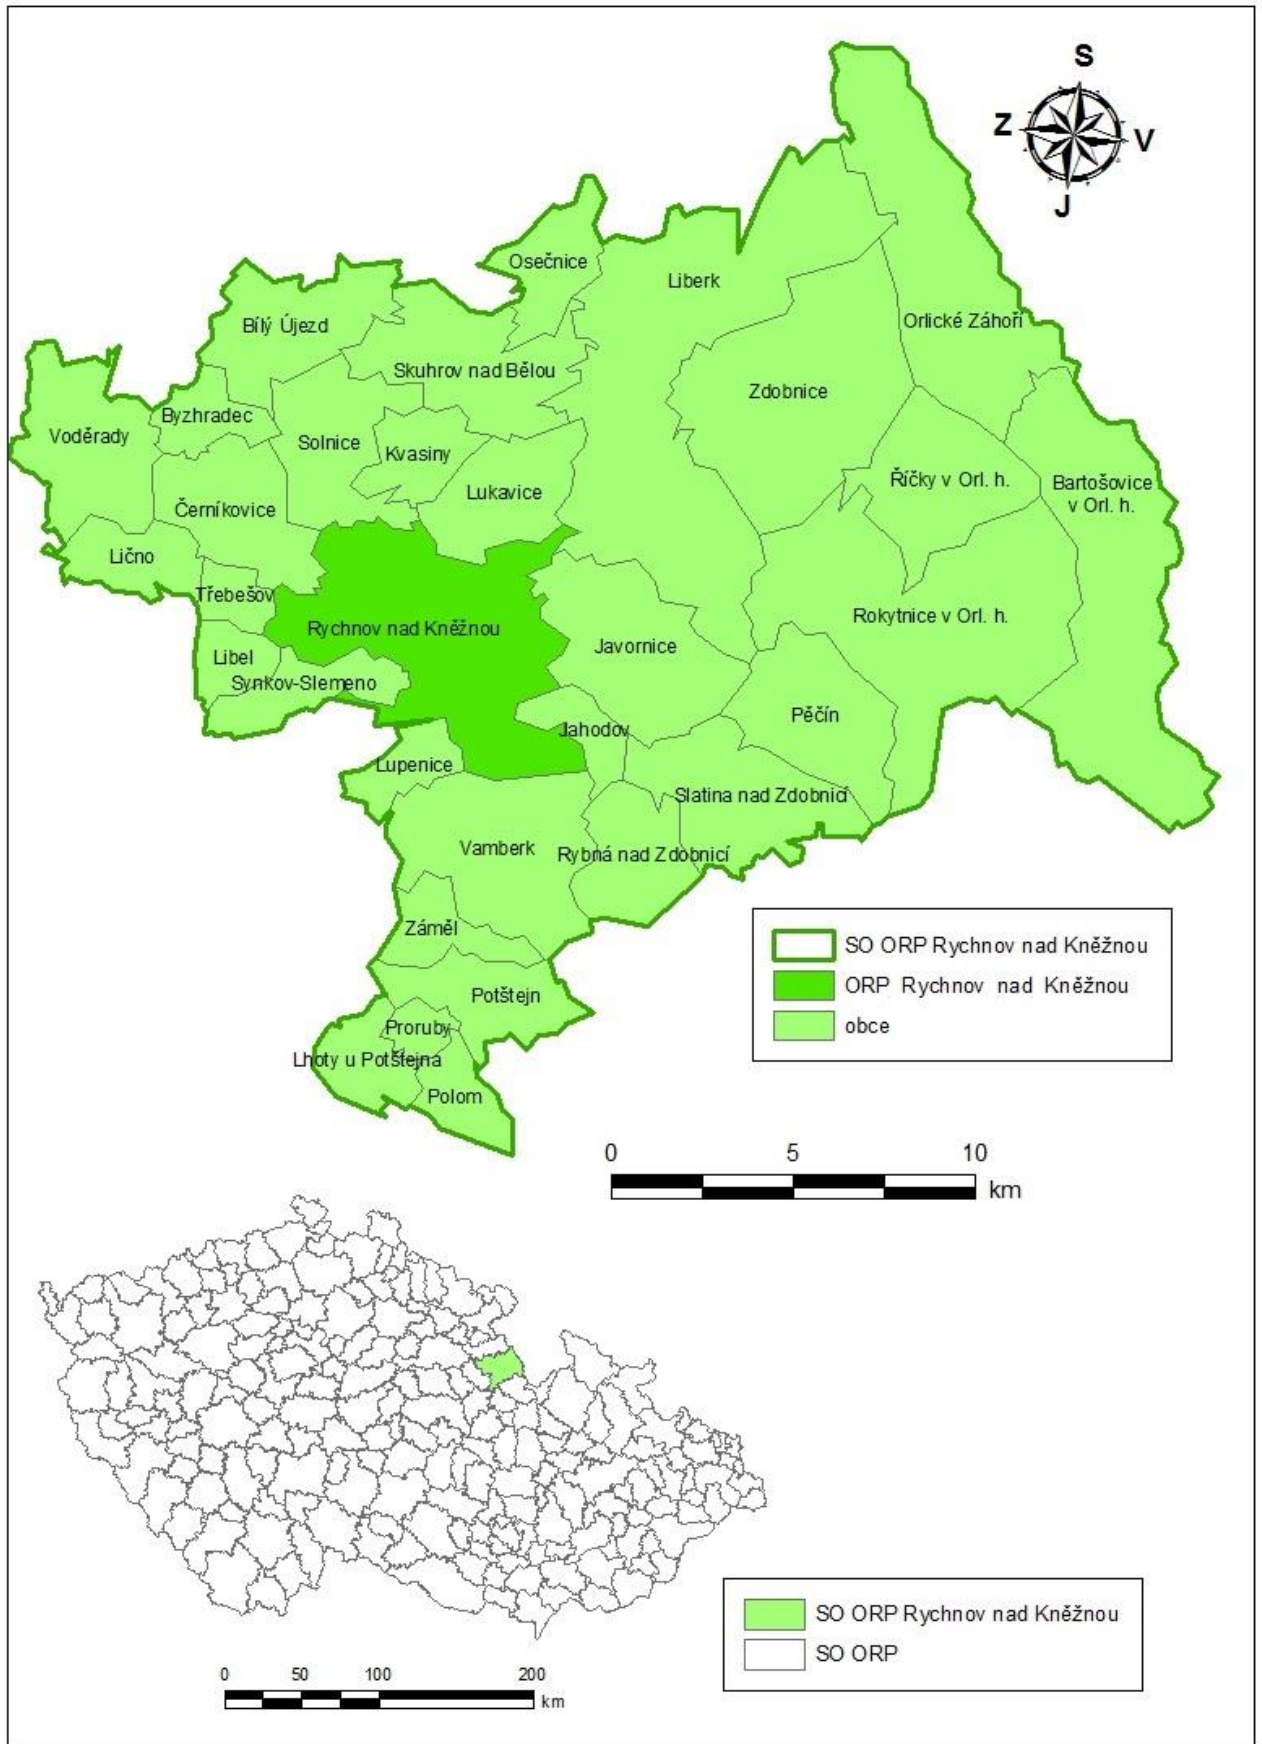 S
Z
V
J
Osečnice
Liberk
Bílý Újezd
Orlické Záhoří
Skuhrov nad Bělou
Zdobnice
Byzhradec
Voděrady
Solnice
Kvasiny
Říčky v Orl. h.
Bartošovice
v Orl. h.
Lukavice
Černíkovice
Lično
Třebešov
Rychnov nad Kněžnou
Rokytnice v Orl. h.
Javornice
Libel
Synkov-Slemeno
Pěčín
Jahodov
Lupenice
Slatina nad Zdobnicí
Vamberk
Rybná nad Zdobnicí
Záměl
Potštejn
Proruby
Lhoty u Potštejna
Polom
SO ORP Rychnov nad Kněžnou
ORP Rychnov nad Kněžnou
obce
0 5 10
km
SO ORP Rychnov nad Kněžnou
SO ORP
0 50 100 200
km